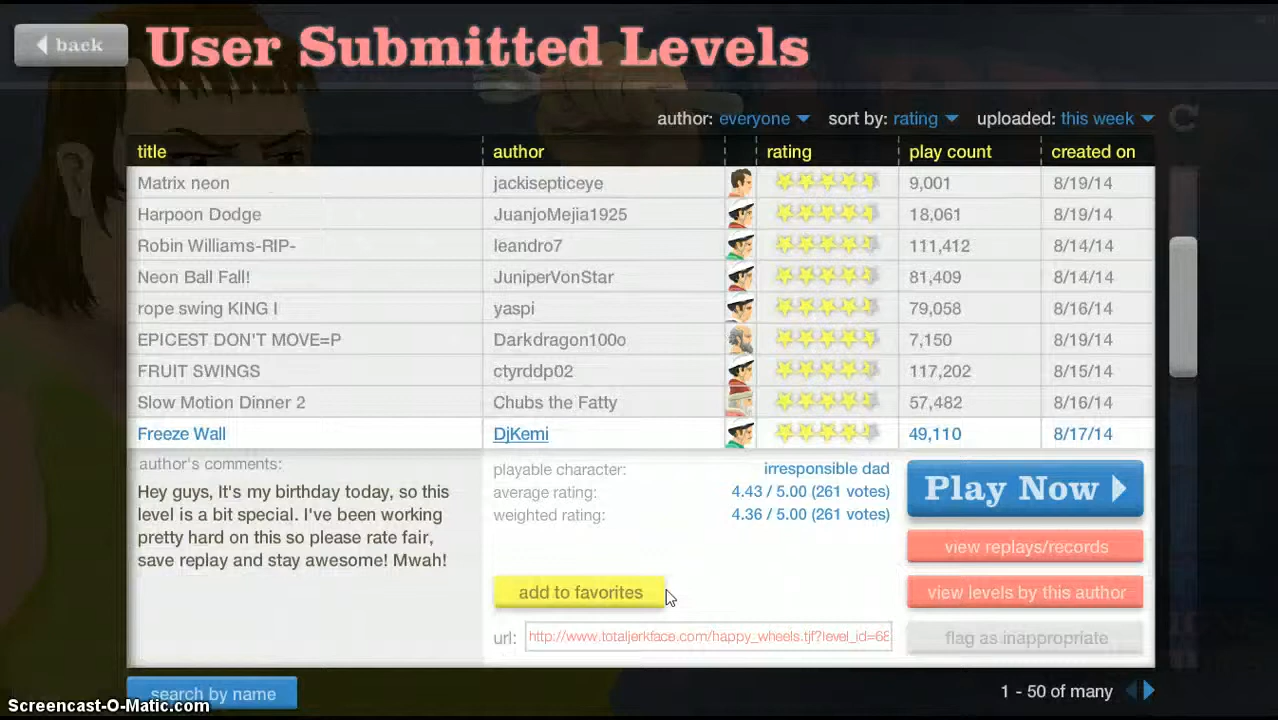 back
User Submitted Levels
author: everyone sort by: rating uploaded: this week
title author rating play count created on
Matrix neon jackisepticeye 9,001 8/19/14
Harpoon Dodge JuanjoMejia1925 18,061 8/19/14
Robin Williams-RIP- leandro7 111,412 8/14/14
Neon Ball Fall! JuniperVonStar 81,409 8/14/14
rope swing KING I yaspi 79,058 8/16/14
EPICEST DON'T MOVE=P Darkdragon100o 7,150 8/19/14
FRUIT SWINGS ctyrddp02 117,202 8/15/14
Slow Motion Dinner 2 Chubs the Fatty 57,482 8/16/14
Freeze Wall DjKemi 49,110 8/17/14
author's comments:
Hey guys, It's my birthday today, so this
level is a bit special. I've been working
pretty hard on this so please rate fair,
save replay and stay awesome! Mwah!
playable character: irresponsible dad
average rating: 4.43 / 5.00 (261 votes)
weighted rating: 4.36 / 5.00 (261 votes)
add to favorites
url: http://www.totaljerkface.com/happy_wheels.tjf?level_id=68
Play Now
view replays/records
view levels by this author
flag as inappropriate
search by name
1 - 50 of many
Screencast-O-Matic.com